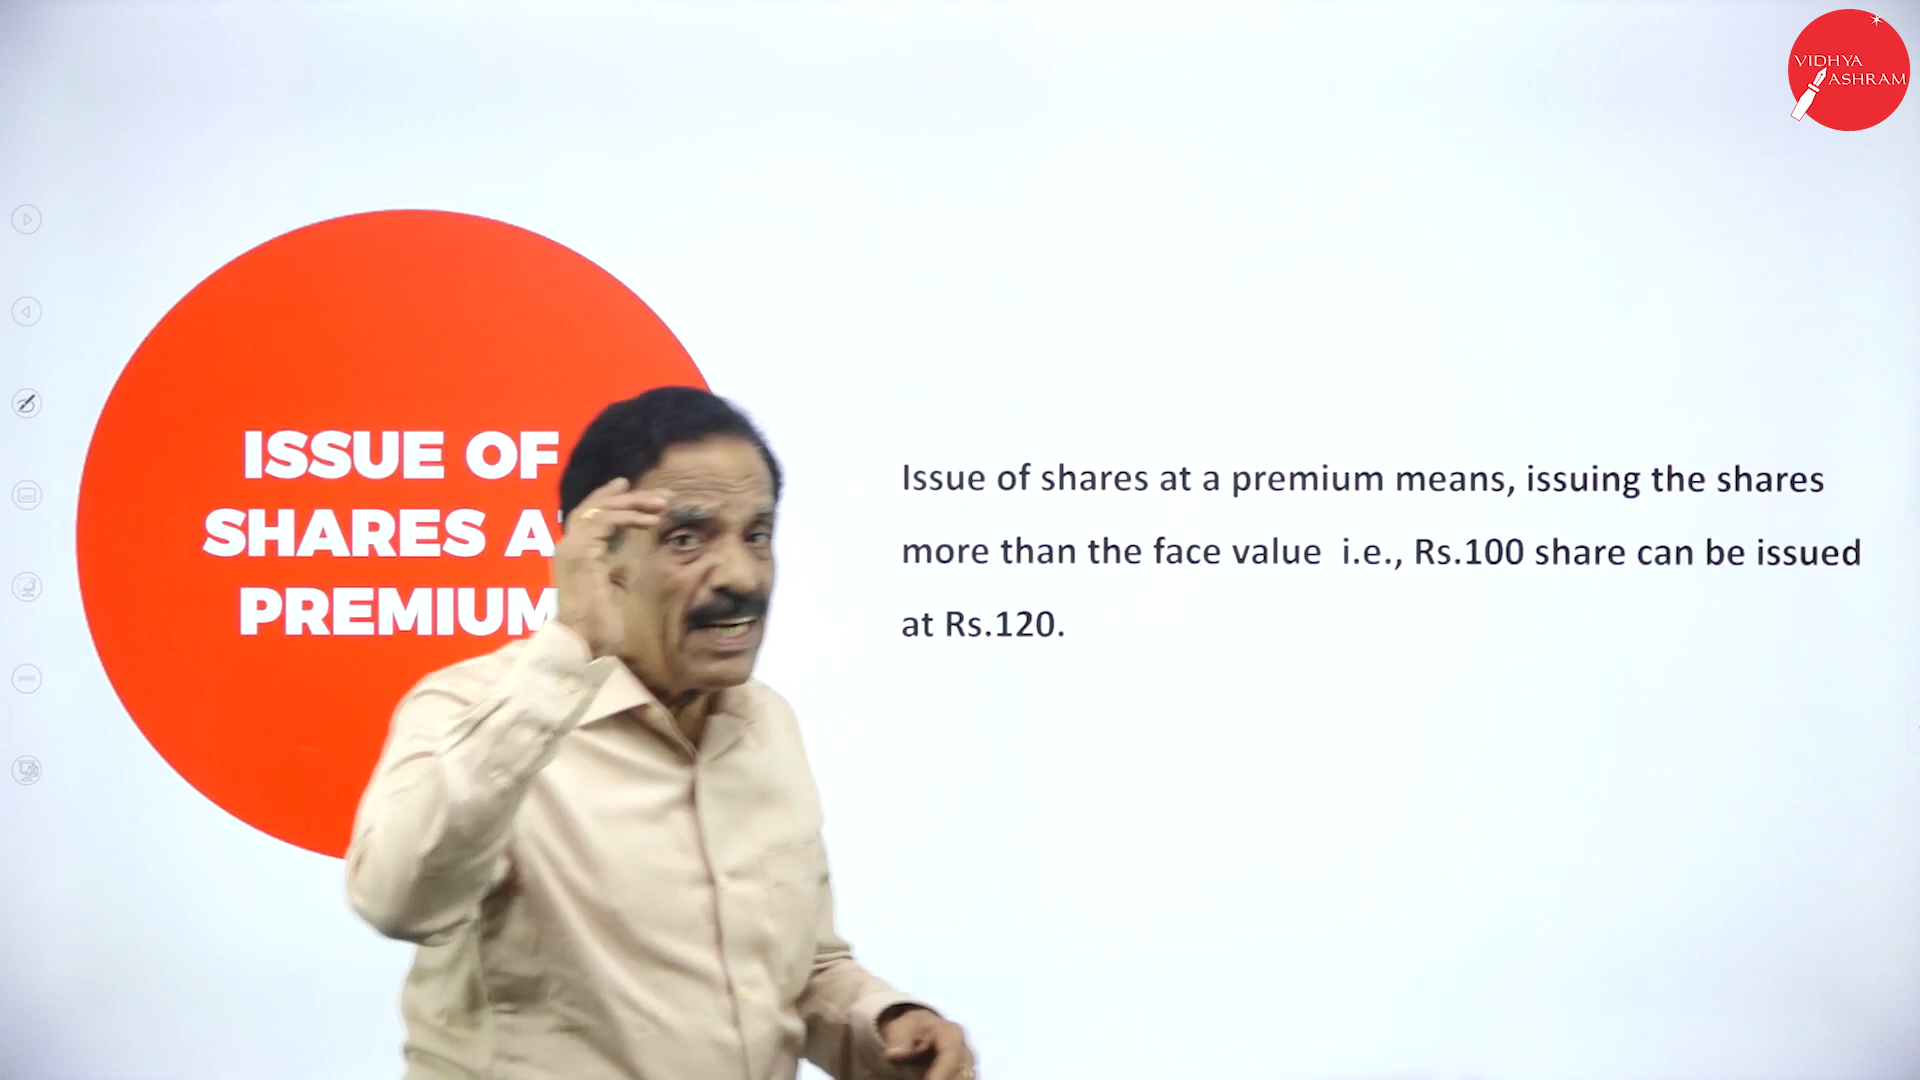 VIDHYA
ASHRAM
ISSUE OF
SHARES A
PREMIUM
Issue of shares at a premium means, issuing the shares
more than the face value i.e., Rs.100 share can be issued
at Rs.120.